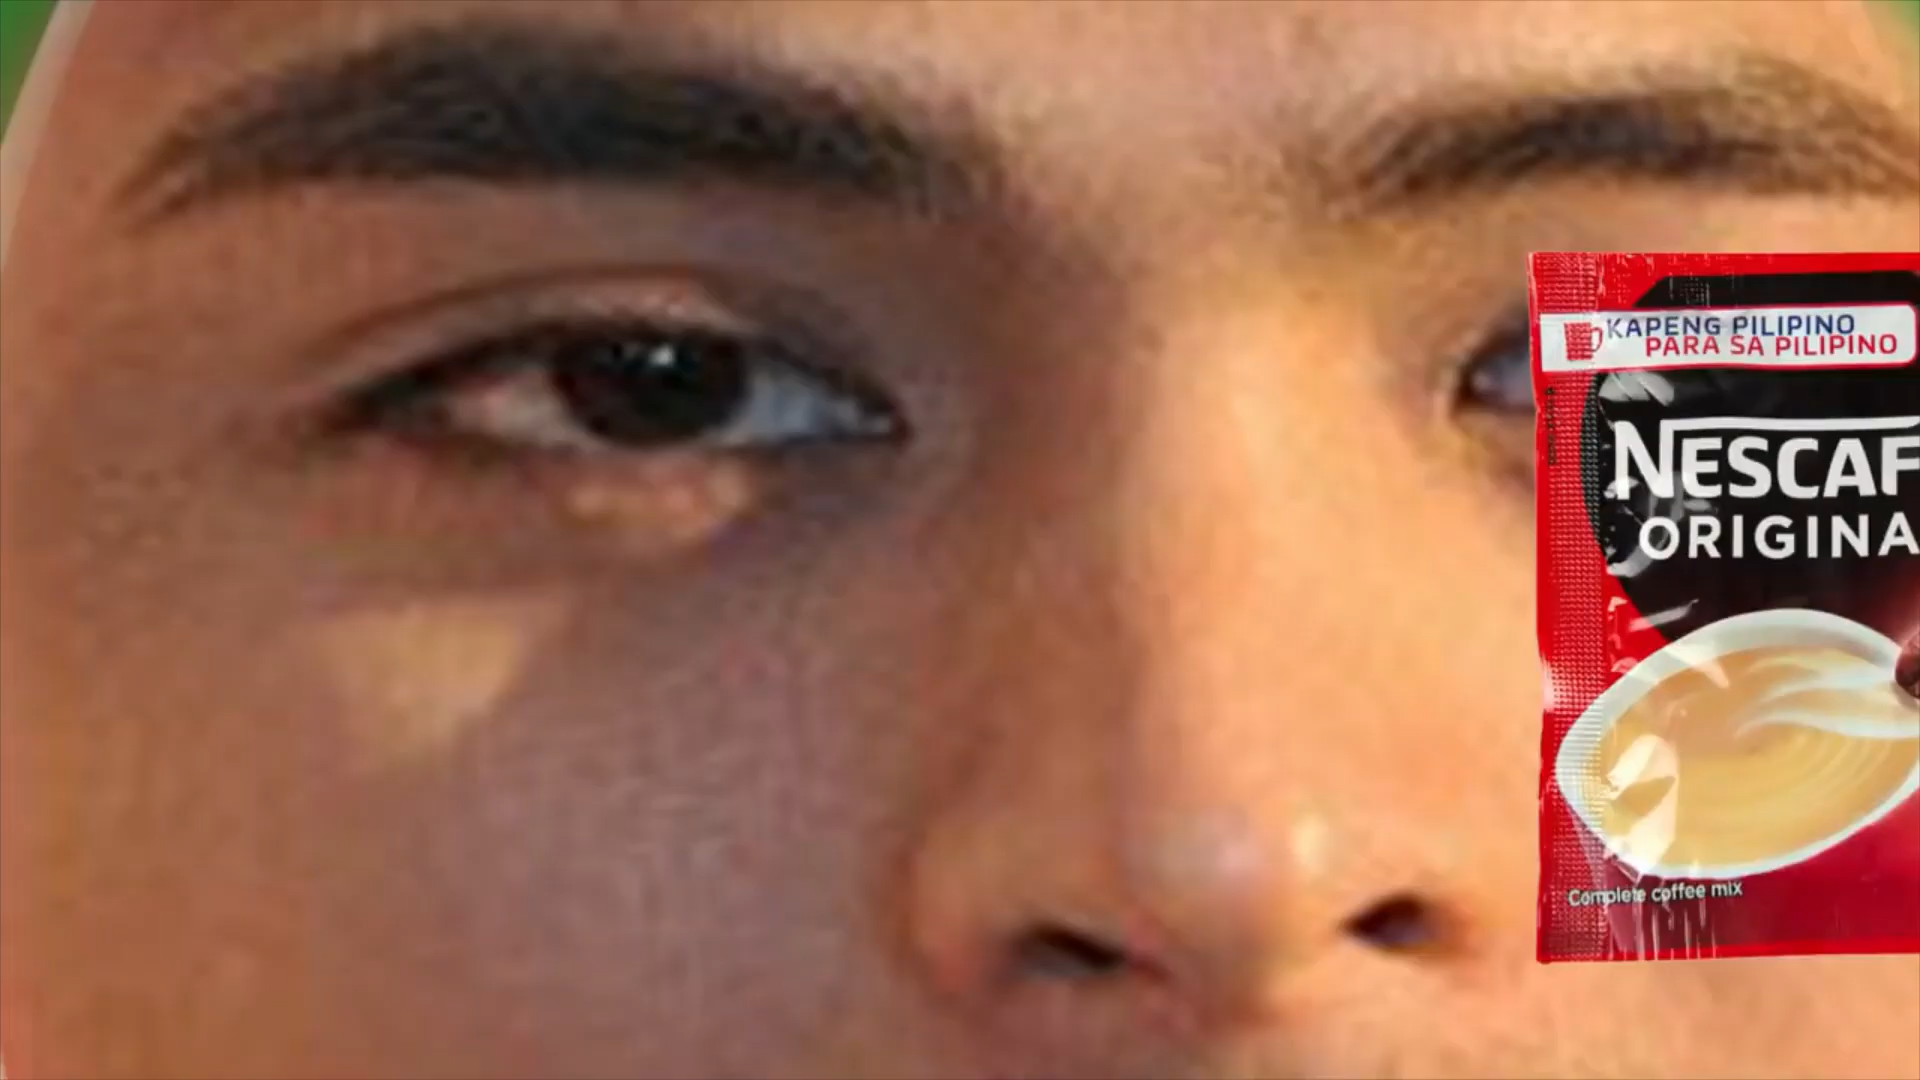 KAPENG PILIPINO
PARA SA PILIPINO
NESCAF
ORIGINA
Complete coffee mix